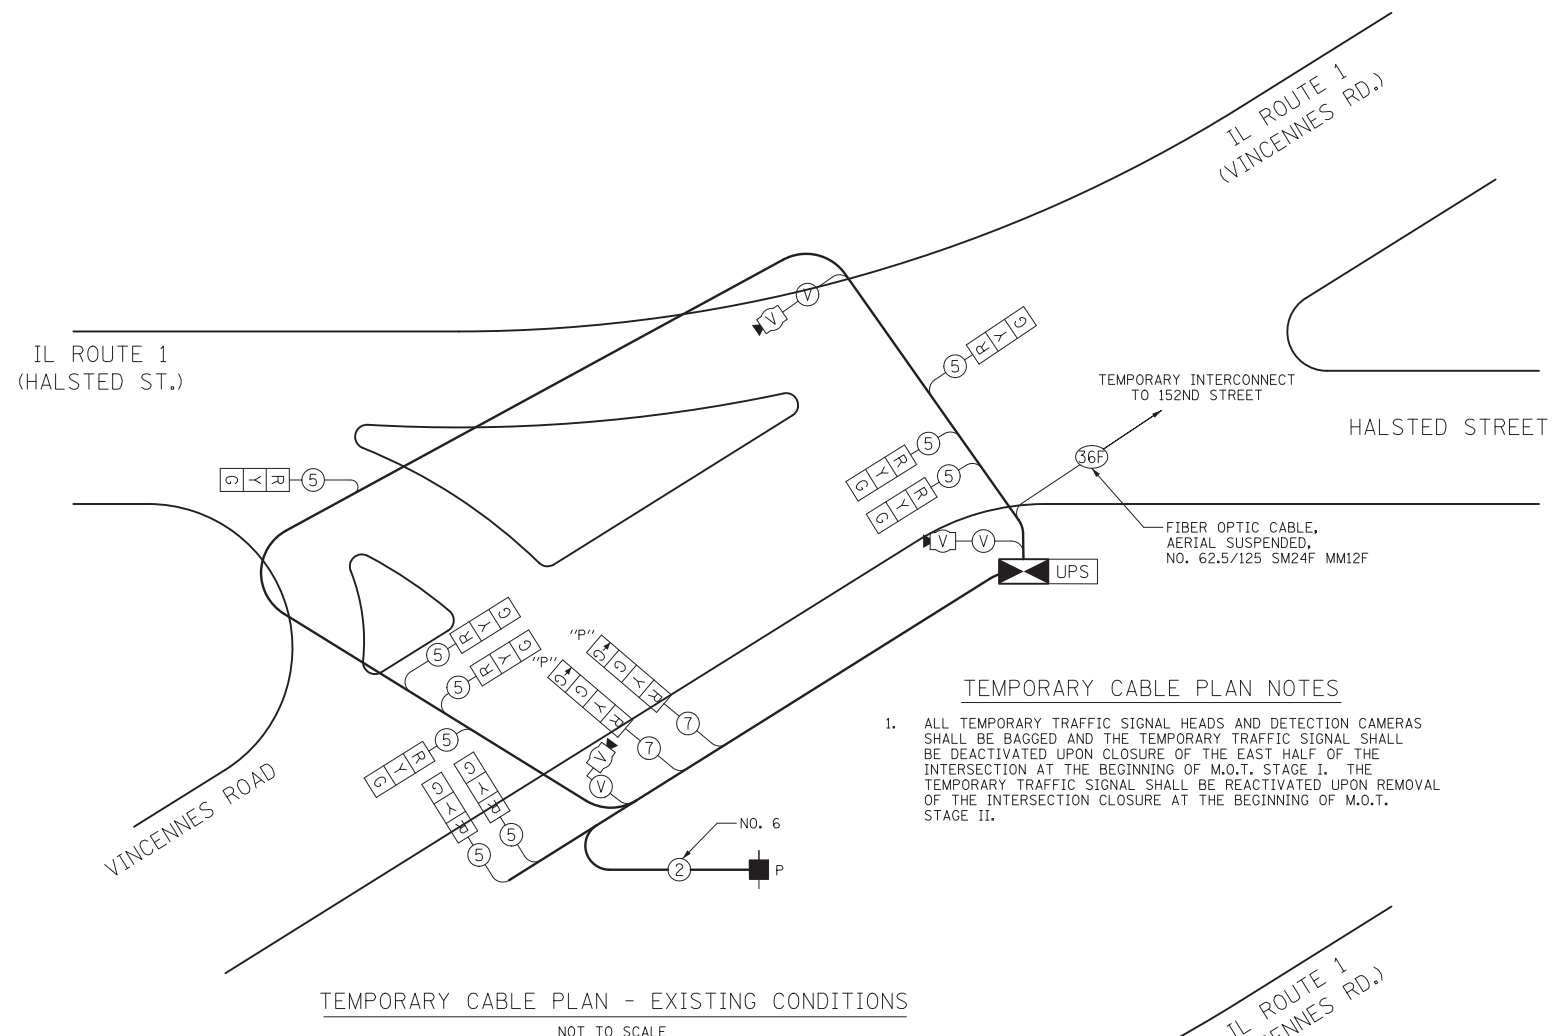 IL ROUTE 1
(VINCENNES RD.)
IL ROUTE 1
(HALSTED ST.)
V
V
5 R Y G
TEMPORARY INTERCONNECT
TO 152ND STREET
HALSTED STREET
G Y R 5
36F
G Y R 5
G Y R 5
V V
FIBER OPTIC CABLE,
AERIAL SUSPENDED,
NO. 62.5/125 SM24F MM12F
UPS
5 R Y G
5 R Y G
"P"
G G Y R 7
"P"
G G Y R 7
V
V
G Y R 5
G Y R 5
G Y R 5
VINCENNES ROAD
NO. 6
2
P
TEMPORARY CABLE PLAN NOTES
1. ALL TEMPORARY TRAFFIC SIGNAL HEADS AND DETECTION CAMERAS
SHALL BE BAGGED AND THE TEMPORARY TRAFFIC SIGNAL SHALL
BE DEACTIVATED UPON CLOSURE OF THE EAST HALF OF THE
INTERSECTION AT THE BEGINNING OF M.O.T. STAGE I. THE
TEMPORARY TRAFFIC SIGNAL SHALL BE REACTIVATED UPON REMOVAL
OF THE INTERSECTION CLOSURE AT THE BEGINNING OF M.O.T.
STAGE II.
TEMPORARY CABLE PLAN - EXISTING CONDITIONS
NOT TO SCALE
IL ROUTE 1
ENNES RD.)